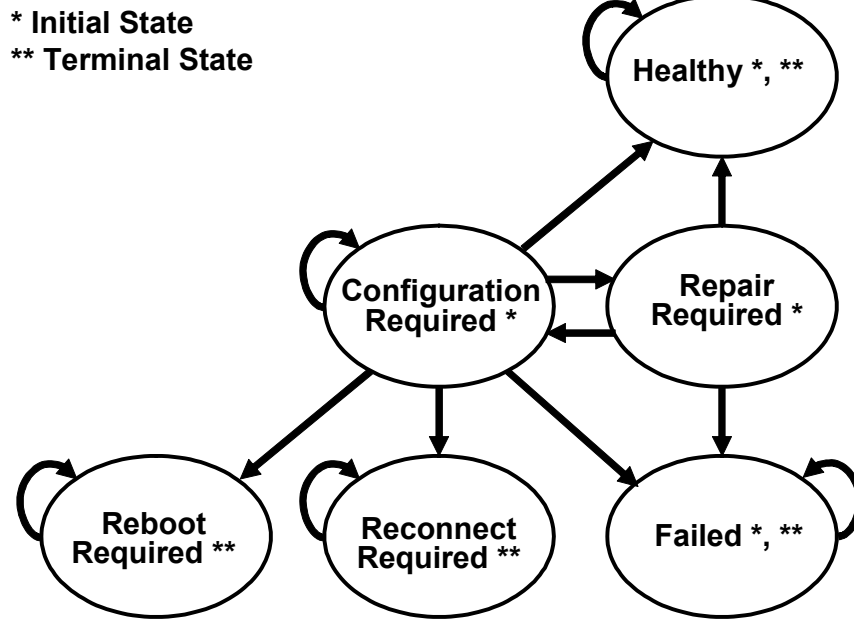 * Initial State
** Terminal State
Healthy *, **
Configuration
Required *
Repair
Required *
Reboot
Required **
Reconnect
Required **
Failed *, **